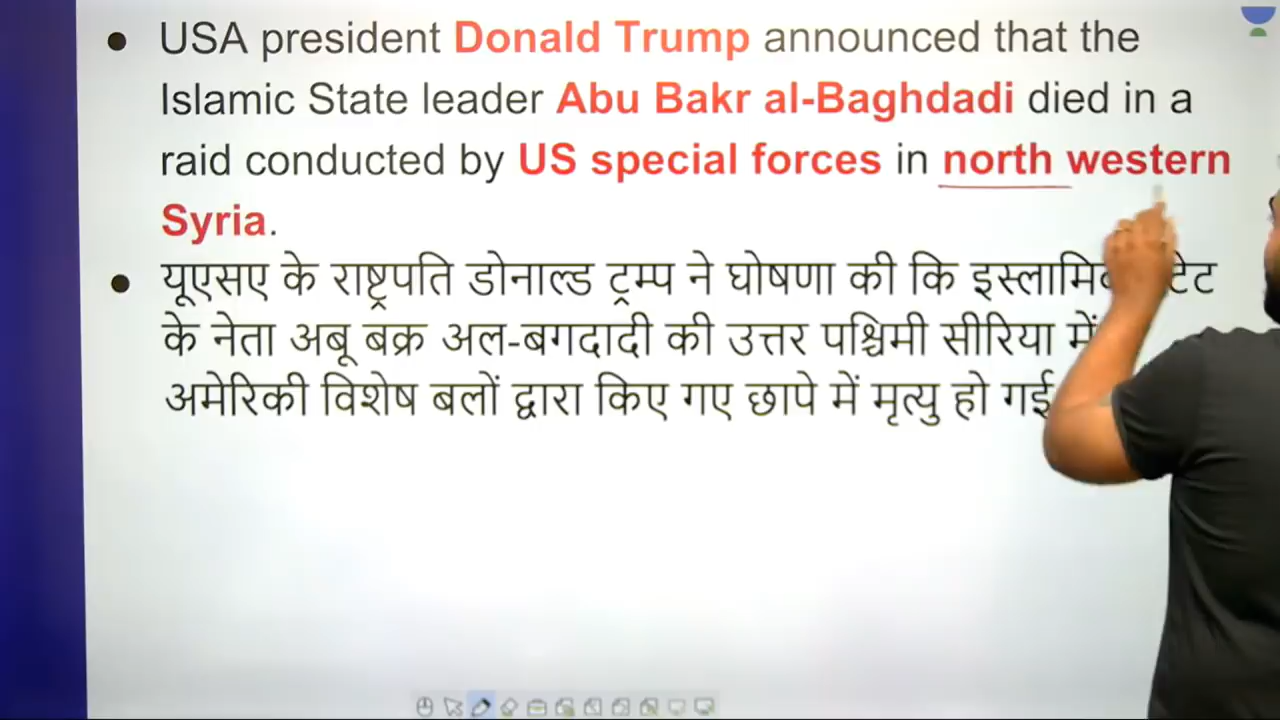 USA president Donald Trump announced that the
Islamic State leader Abu Bakr al-Baghdadi died in a
raid conducted by US special forces in north western
Syria.
यूएसए के राष्ट्रपति डोनाल्ड ट्रम्प ने घोषणा की कि
के नेता अबू बक्र अल-बगदादी की उत्तर पश्चिमी सीरिया में
अमेरिकी विशेष बलों द्वारा किए गए छापे में मृत्यु हो गई